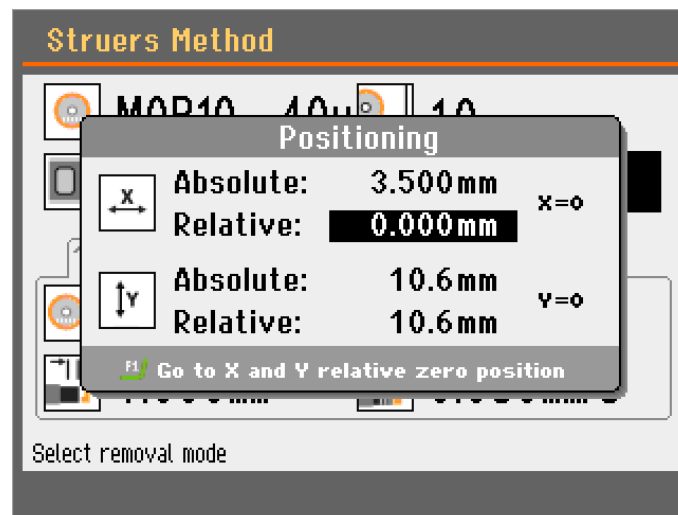 Struers Method
Positioning
X
Absolute: 3.500mm
Relative: 0.000mm
X=0
Y
Absolute: 10.6mm
Relative: 10.6mm
Y=0
F1 Go to X and Y relative zero position
Select removal mode